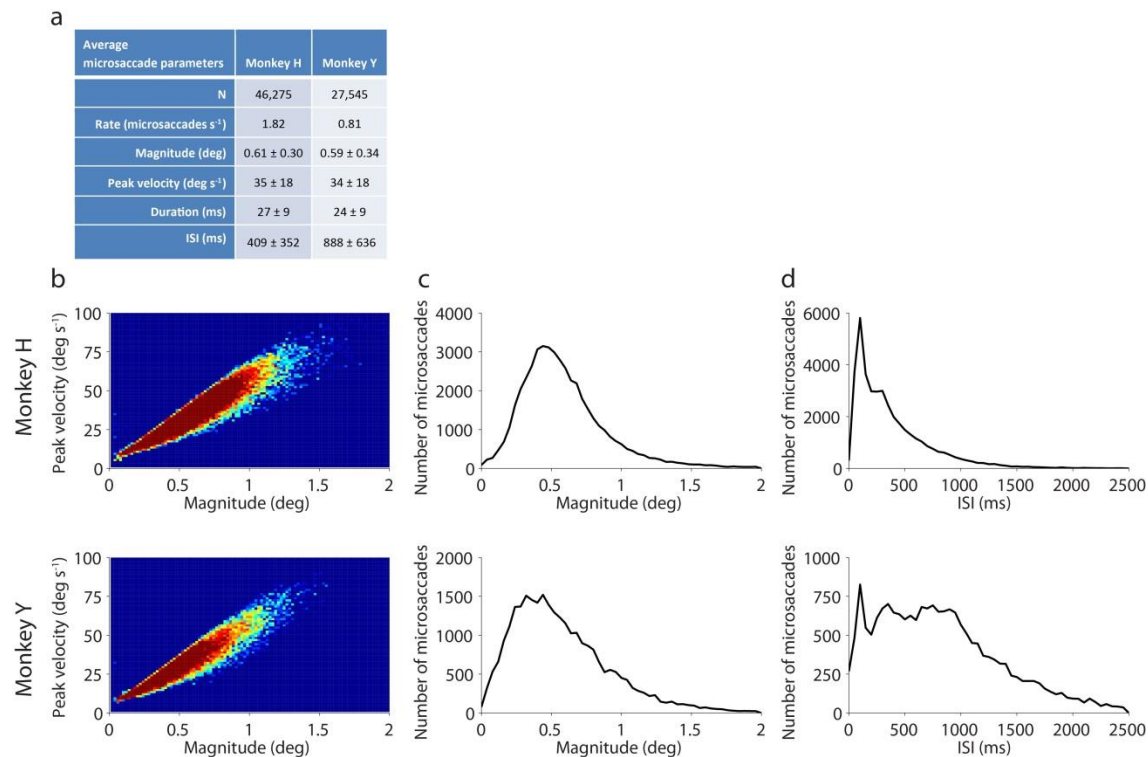 a
Average
microsaccade parameters Monkey H Monkey Y
N 46,275 27,545
Rate (microsaccades s⁻¹) 1.82 0.81
Magnitude (deg) 0.61 ± 0.30 0.59 ± 0.34
Peak velocity (deg s⁻¹) 35 ± 18 34 ± 18
Duration (ms) 27 ± 9 24 ± 9
ISI (ms) 409 ± 352 888 ± 636
b
Monkey H
Peak velocity (deg s⁻¹)
100
75
50
25
0
0 0.5 1 1.5 2
Magnitude (deg)
c
Number of microsaccades
4000
3000
2000
1000
0
0 0.5 1 1.5 2
Magnitude (deg)
d
Number of microsaccades
6000
4000
2000
0
0 500 1000 1500 2000 2500
ISI (ms)
Monkey Y
Peak velocity (deg s⁻¹)
100
75
50
25
0
0 0.5 1 1.5 2
Magnitude (deg)
Number of microsaccades
2000
1500
1000
500
0
0 0.5 1 1.5 2
Magnitude (deg)
Number of microsaccades
1000
750
500
250
0
0 500 1000 1500 2000 2500
ISI (ms)